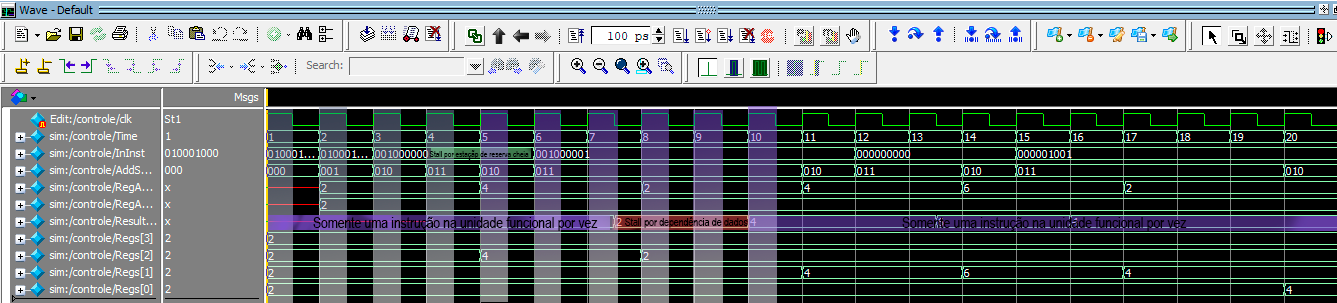 Wave - Default
100 ps
Search:
Msgs
Edit:/controle/clk St1
sim:/controle/Time 1 1 2 3 4 5 6 7 8 9 10 11 12 13 14 15 16 17 18 19 20
sim:/controle/InInst 010001000 010001... 010001... 001000000 Stall por estação de reserva cheia 001000001 000000000 000001001
sim:/controle/AddS... 000 000 001 010 011 010 011 010 011 010 011 010
sim:/controle/RegA... x 2 4 2 4 6 2
sim:/controle/RegA... x 2
sim:/controle/Result... x Somente uma instrução na unidade funcional por vez 2 Stall por dependência de dados 4 Somente uma instrução na unidade funcional por vez
sim:/controle/Regs[3] 2 2
sim:/controle/Regs[2] 2 2 4 2
sim:/controle/Regs[1] 2 2 4 6 4
sim:/controle/Regs[0] 2 2 4